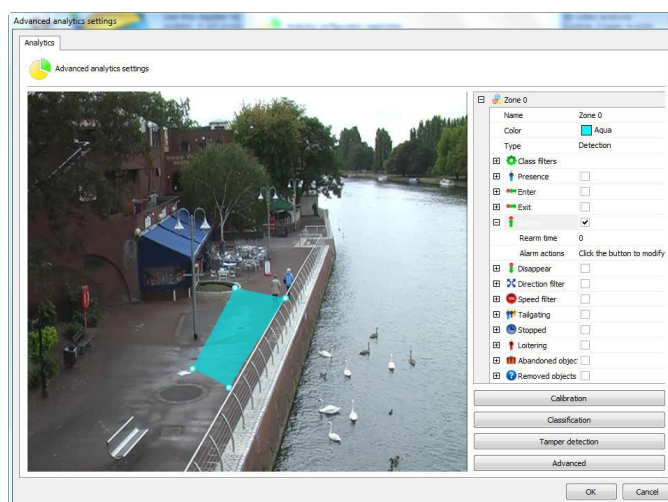 Advanced analytics settings
Analytics
Advanced analytics settings
Zone 0
Name Zone 0
Color Aqua
Type Detection
Class filters
Presence
Enter
Exit
Rearm time 0
Alarm actions Click the button to modify
Disappear
Direction filter
Speed filter
Tailgating
Stopped
Loitering
Abandoned objec
Removed objects
Calibration
Classification
Tamper detection
Advanced
OK Cancel